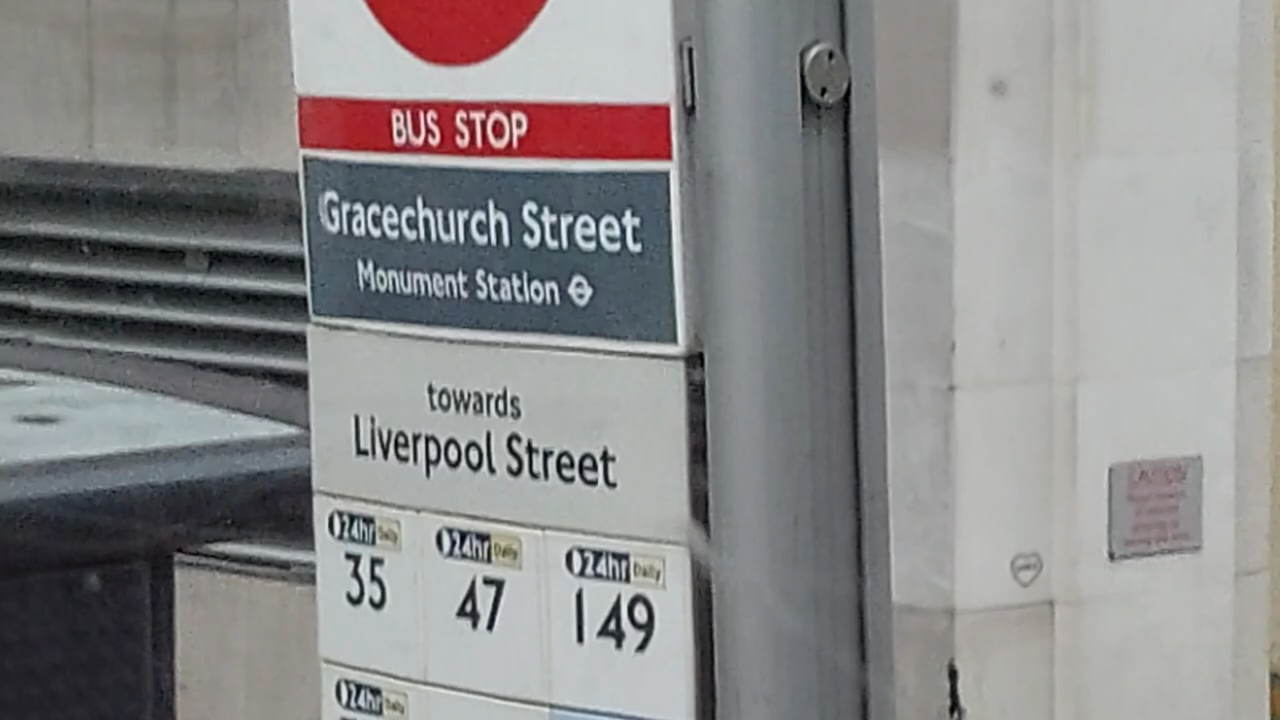 BUS STOP
Gracechurch Street
Monument Station
towards
Liverpool Street
24hr Daily 24hr Daily 24hr Daily
35 47 149
24hr Daily